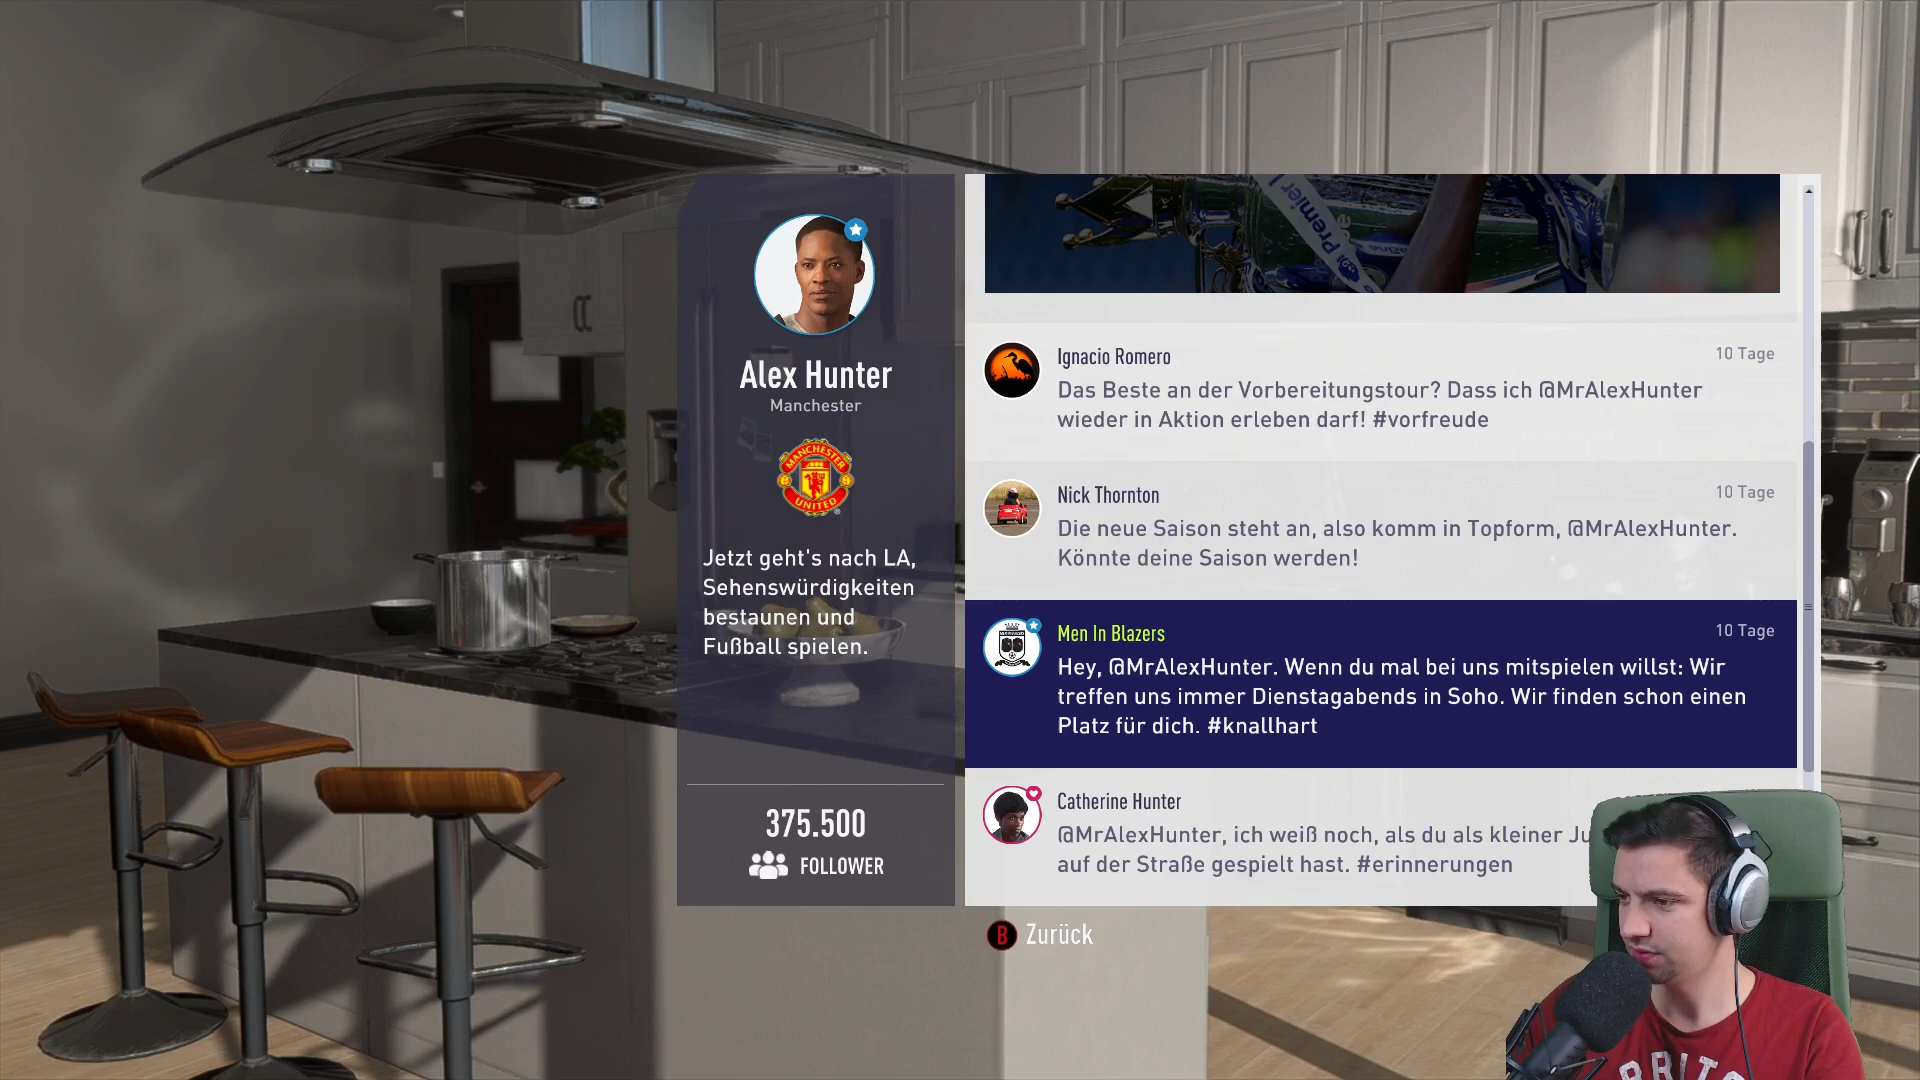 Premier L
Alex Hunter
Manchester
MANCHESTER
UNITED
Jetzt geht's nach LA,
Sehenswürdigkeiten
bestaunen und
Fußball spielen.
375.500
FOLLOWER
Ignacio Romero
10 Tage
Das Beste an der Vorbereitungstour? Dass ich @MrAlexHunter
wieder in Aktion erleben darf! #vorfreude
Nick Thornton
10 Tage
Die neue Saison steht an, also komm in Topform, @MrAlexHunter.
Könnte deine Saison werden!
Men In Blazers
10 Tage
Hey, @MrAlexHunter. Wenn du mal bei uns mitspielen willst: Wir
treffen uns immer Dienstagabends in Soho. Wir finden schon einen
Platz für dich. #knallhart
Catherine Hunter
@MrAlexHunter, ich weiß noch, als du als kleiner Ju
auf der Straße gespielt hast. #erinnerungen
B Zurück